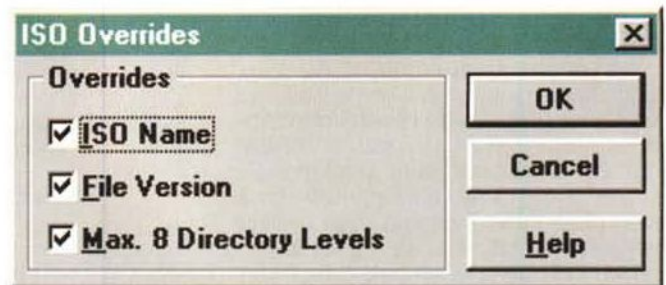 ISO Overrides
Overrides
ISO Name
File Version
Max. 8 Directory Levels
OK
Cancel
Help